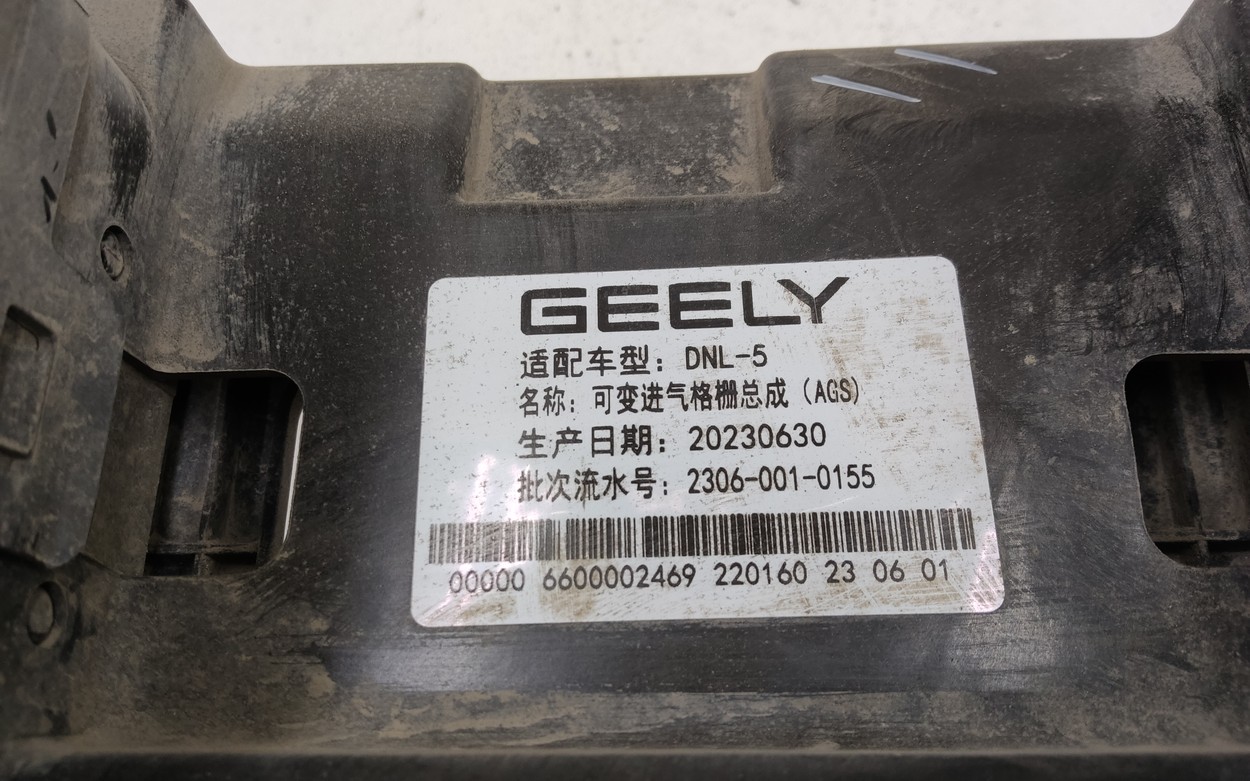 GEELY
适配车型：DNL-5
名称：可变进气格栅总成（AGS）
生产日期：20230630
批次流水号：2306-001-0155
00000 6600002469 220160 23 06 01